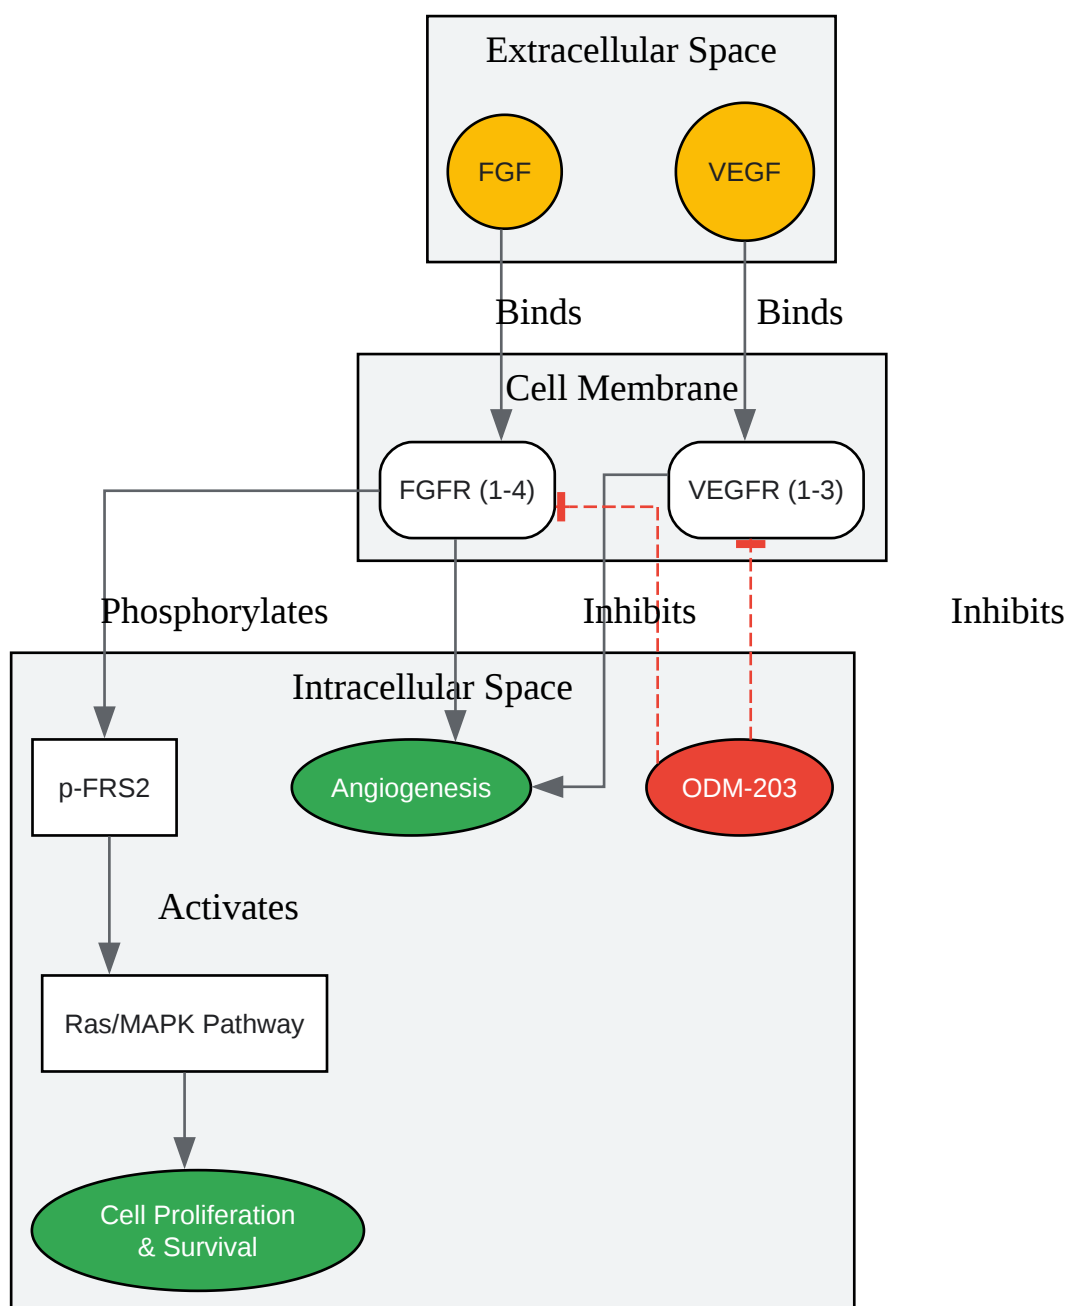 Extracellular Space
FGF
VEGF
Binds
Binds
Cell Membrane
FGFR (1-4)
VEGFR (1-3)
Phosphorylates
Inhibits
Inhibits
Intracellular Space
p-FRS2
Angiogenesis
ODM-203
Activates
Ras/MAPK Pathway
Cell Proliferation
& Survival